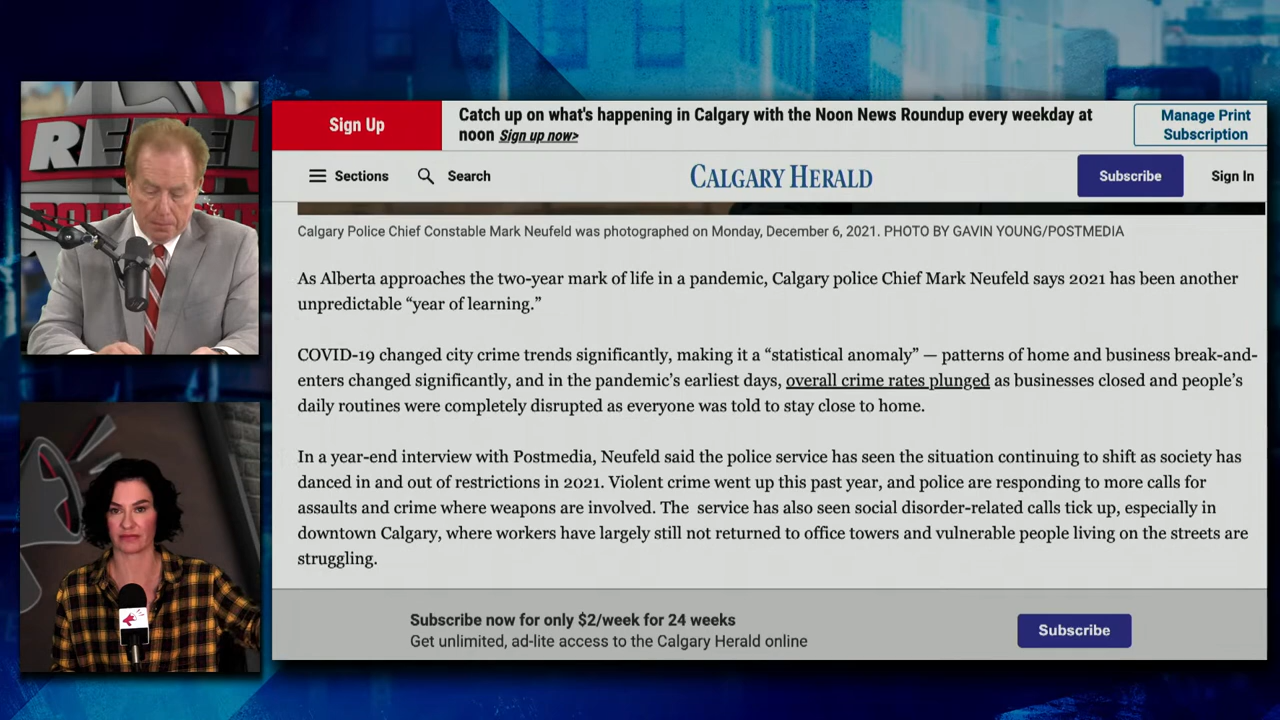 Sign Up
Catch up on what's happening in Calgary with the Noon News Roundup every weekday at
noon Sign up now>
Manage Print
Subscription
Sections
Search
CALGARY HERALD
Subscribe
Sign In
Calgary Police Chief Constable Mark Neufeld was photographed on Monday, December 6, 2021. PHOTO BY GAVIN YOUNG/POSTMEDIA
As Alberta approaches the two-year mark of life in a pandemic, Calgary police Chief Mark Neufeld says 2021 has been another
unpredictable “year of learning.”
COVID-19 changed city crime trends significantly, making it a “statistical anomaly” — patterns of home and business break-and-
enters changed significantly, and in the pandemic’s earliest days, overall crime rates plunged as businesses closed and people’s
daily routines were completely disrupted as everyone was told to stay close to home.
In a year-end interview with Postmedia, Neufeld said the police service has seen the situation continuing to shift as society has
danced in and out of restrictions in 2021. Violent crime went up this past year, and police are responding to more calls for
assaults and crime where weapons are involved. The  service has also seen social disorder-related calls tick up, especially in
downtown Calgary, where workers have largely still not returned to office towers and vulnerable people living on the streets are
struggling.
Subscribe now for only $2/week for 24 weeks
Get unlimited, ad-lite access to the Calgary Herald online
Subscribe